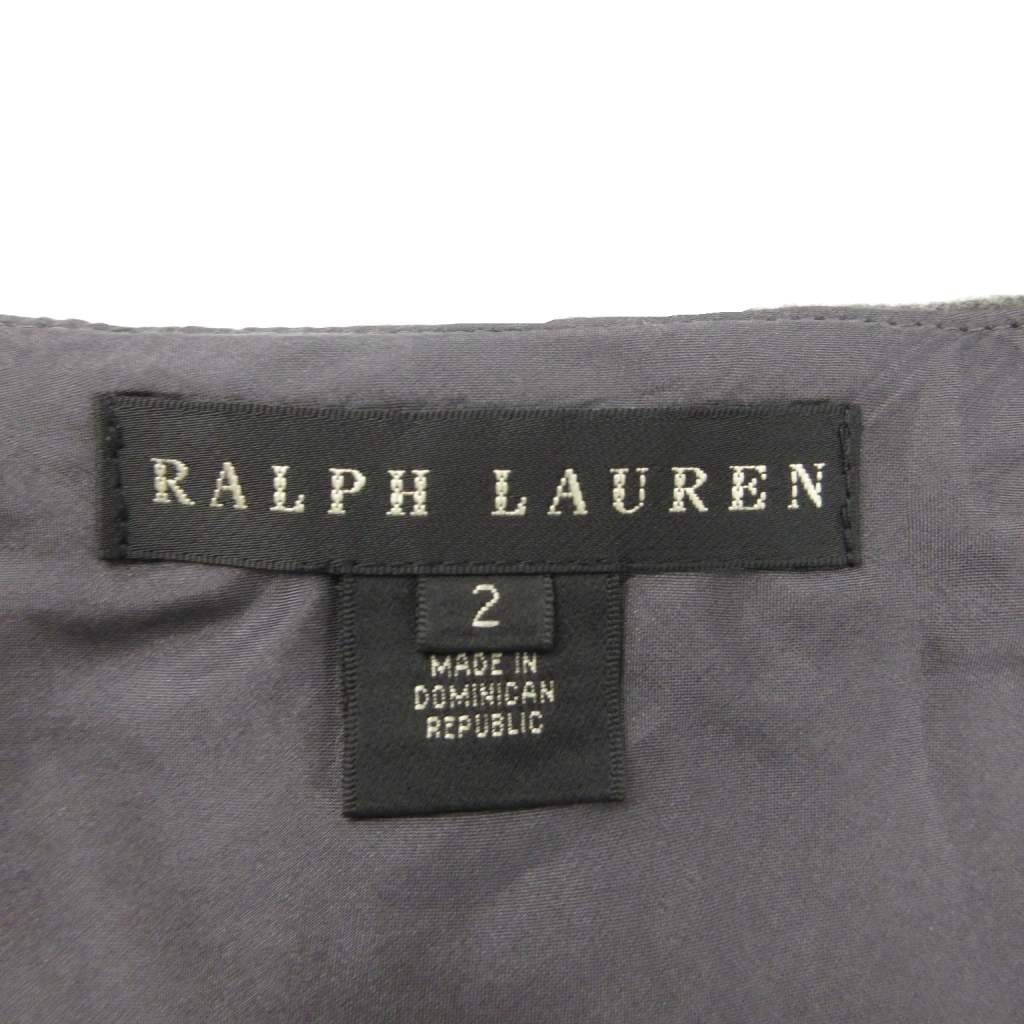 RALPH LAUREN
2
MADE IN
DOMINICAN
REPUBLIC